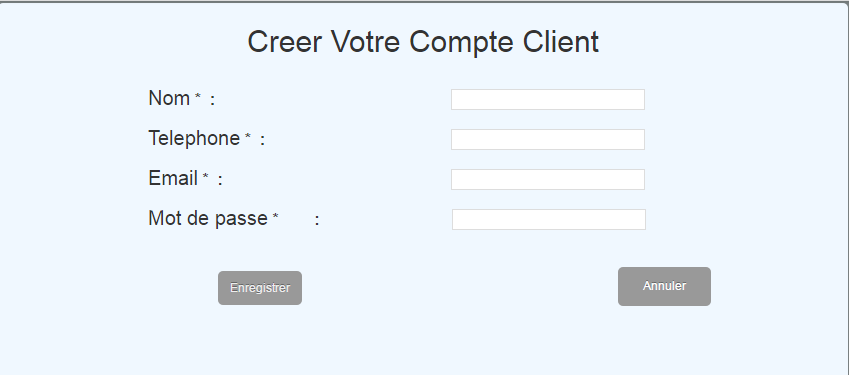 Creer Votre Compte Client
Nom * :
Telephone * :
Email * :
Mot de passe * :
Enregistrer Annuler